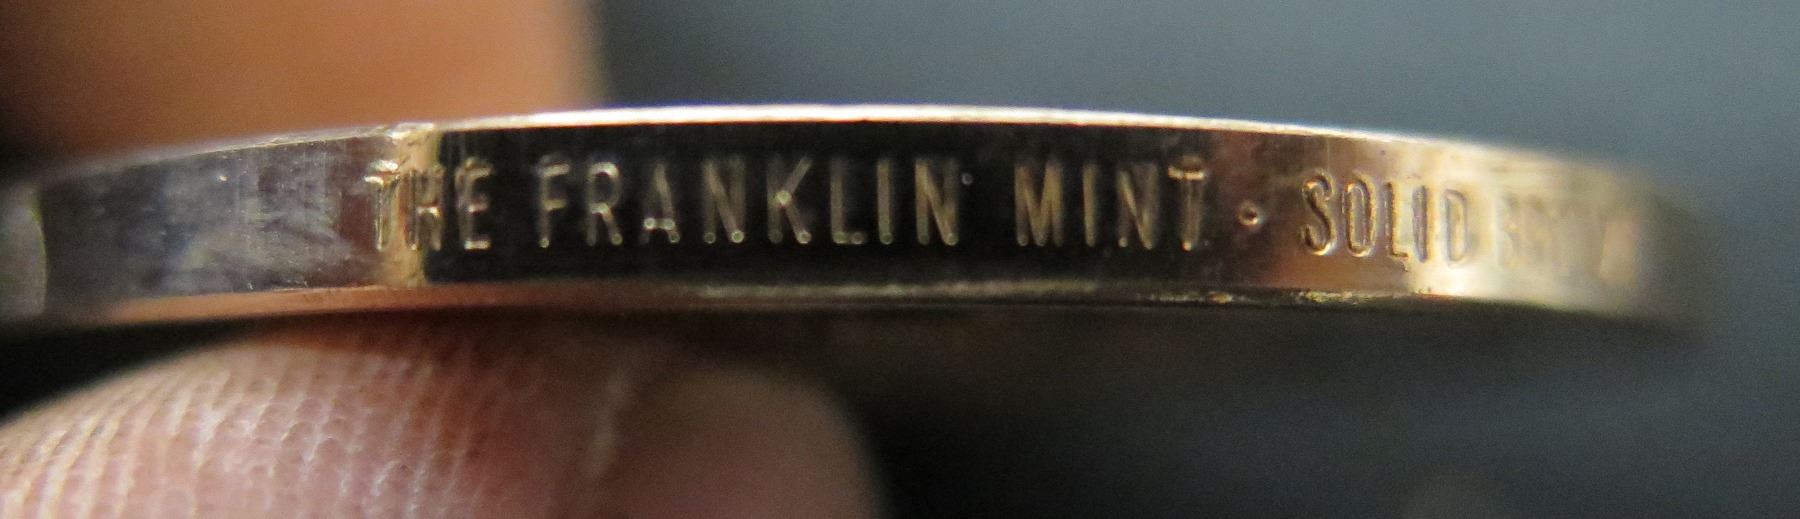 THE FRANKLIN MINT · SOLID